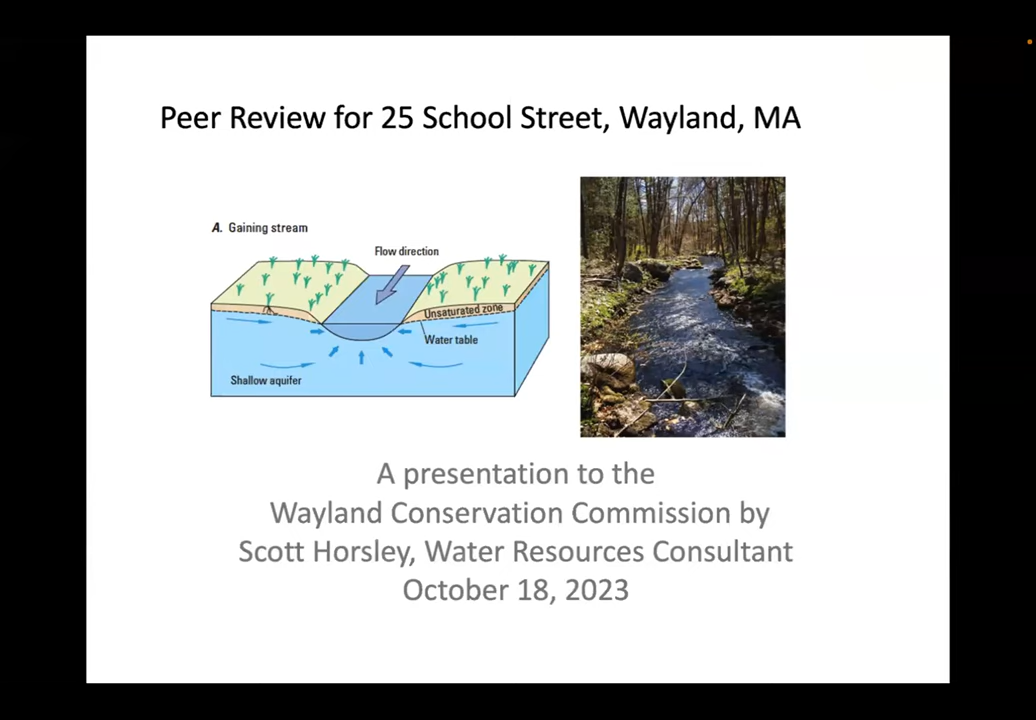 Peer Review for 25 School Street, Wayland, MA
A. Gaining stream
Flow direction
Unsaturated zone
Water table
Shallow aquifer
A presentation to the
Wayland Conservation Commission by
Scott Horsley, Water Resources Consultant
October 18, 2023